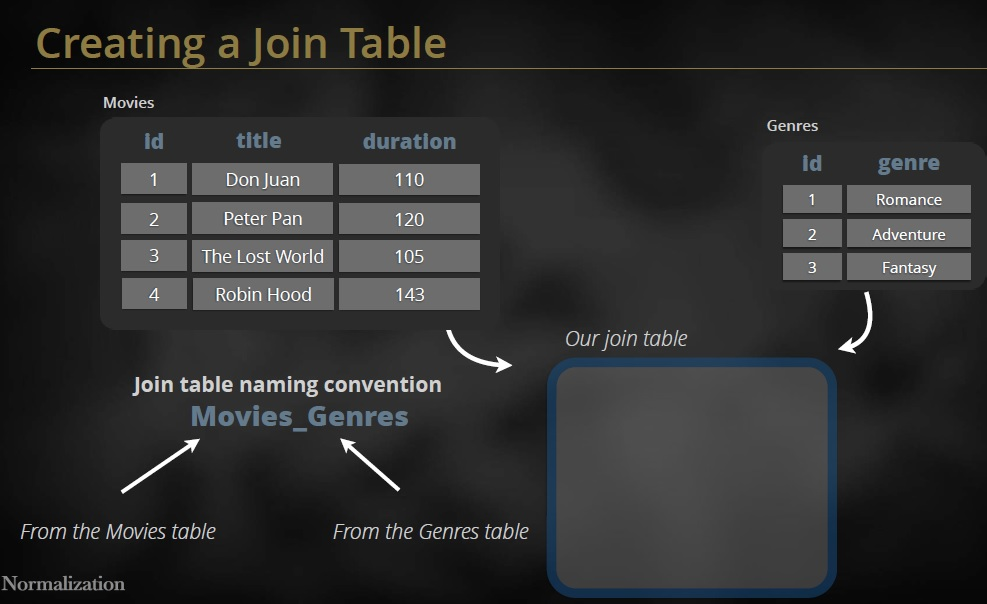 Creating a Join Table
Movies
id title duration
1 Don Juan 110
2 Peter Pan 120
3 The Lost World 105
4 Robin Hood 143
Genres
id genre
1 Romance
2 Adventure
3 Fantasy
Our join table
Join table naming convention
Movies_Genres
From the Movies table
From the Genres table
Normalization